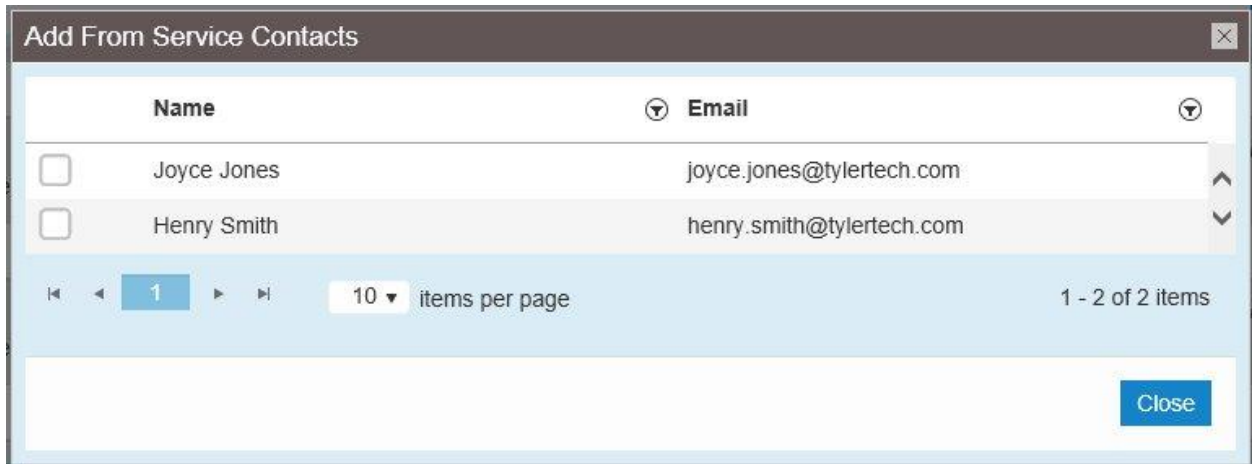 Add From Service Contacts
Name Email
Joyce Jones joyce.jones@tylertech.com
Henry Smith henry.smith@tylertech.com
1 10 items per page 1 - 2 of 2 items
Close